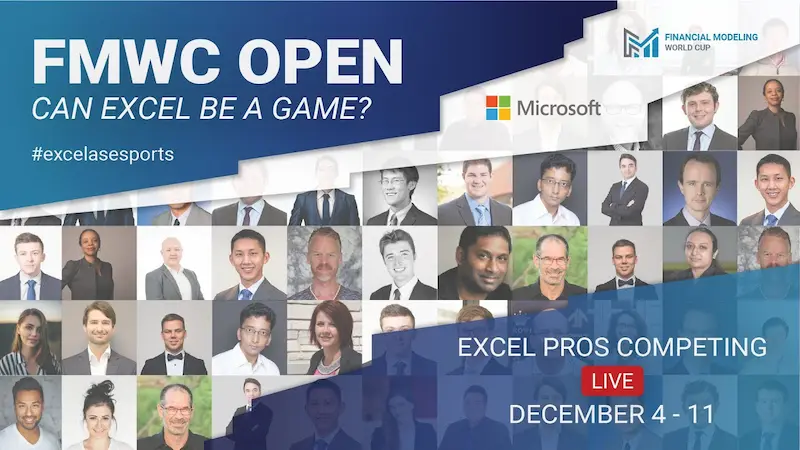 FMWC OPEN
CAN EXCEL BE A GAME?
#excelasesports
FINANCIAL MODELING
WORLD CUP
Microsoft
EXCEL PROS COMPETING
LIVE
DECEMBER 4 - 11